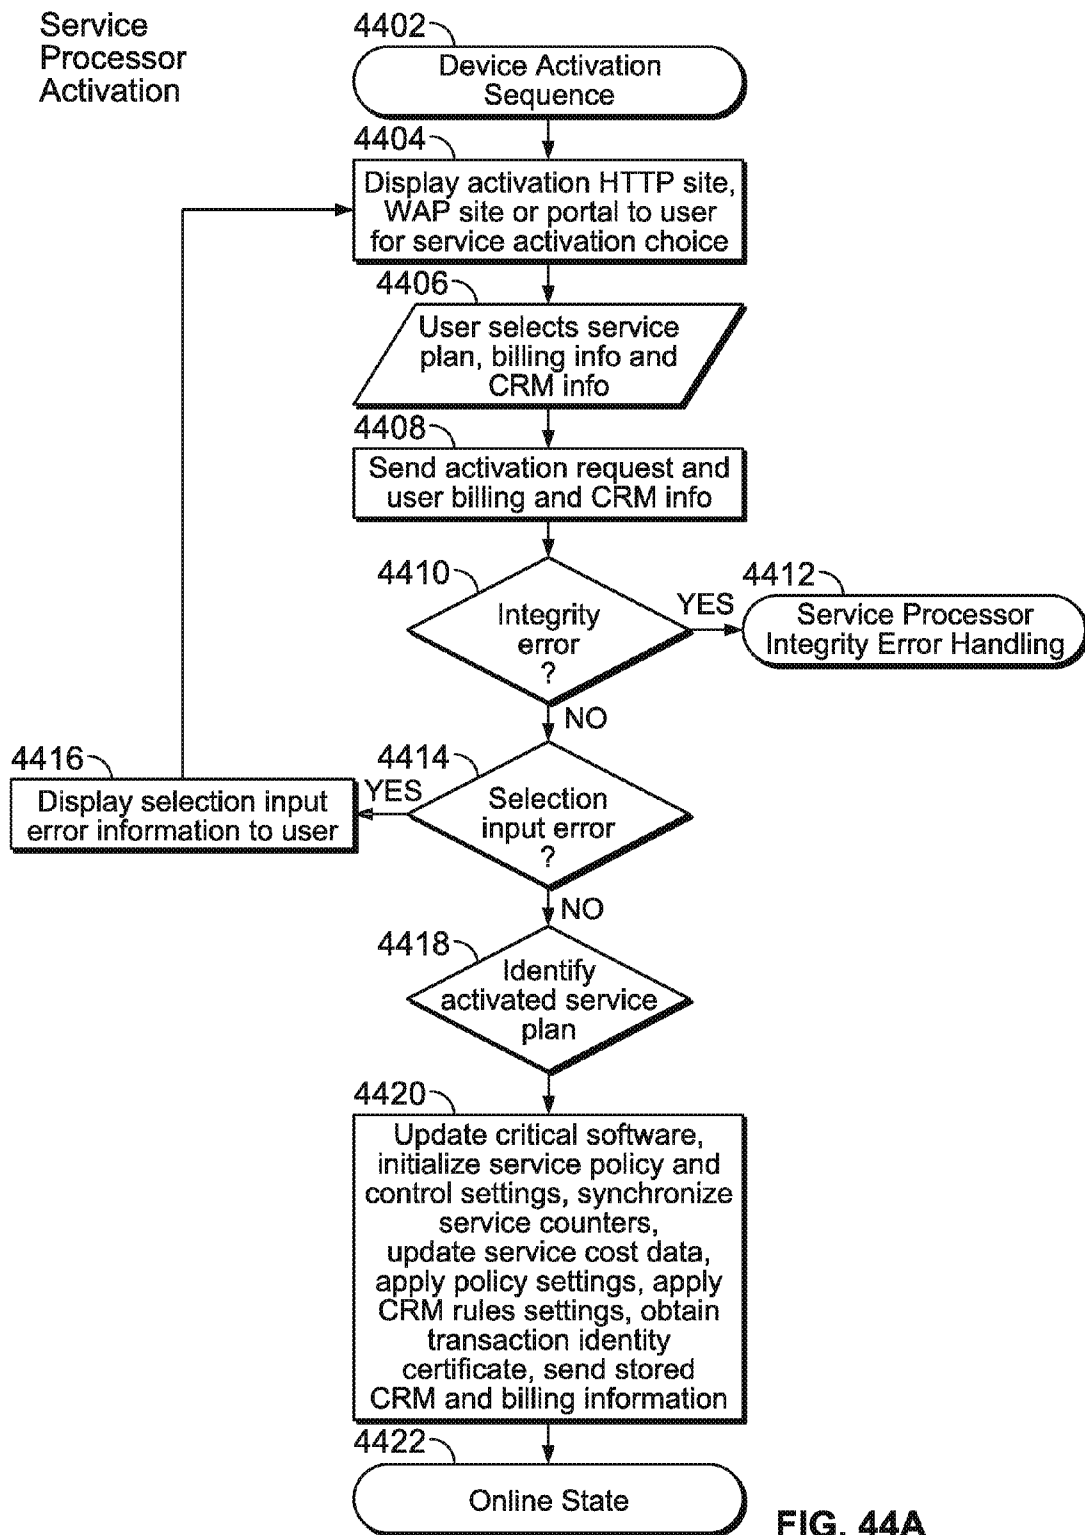 Service
Processor
Activation
4402
Device Activation
Sequence
4404
Display activation HTTP site,
WAP site or portal to user
for service activation choice
4406
User selects service
plan, billing info and
CRM info
4408
Send activation request and
user billing and CRM info
4410
Integrity
error
?
YES
4412
Service Processor
Integrity Error Handling
NO
4414
Selection
input error
?
YES
4416
Display selection input
error information to user
NO
4418
Identify
activated service
plan
4420
Update critical software,
initialize service policy and
control settings, synchronize
service counters,
update service cost data,
apply policy settings, apply
CRM rules settings, obtain
transaction identity
certificate, send stored
CRM and billing information
4422
Online State
FIG. 44A